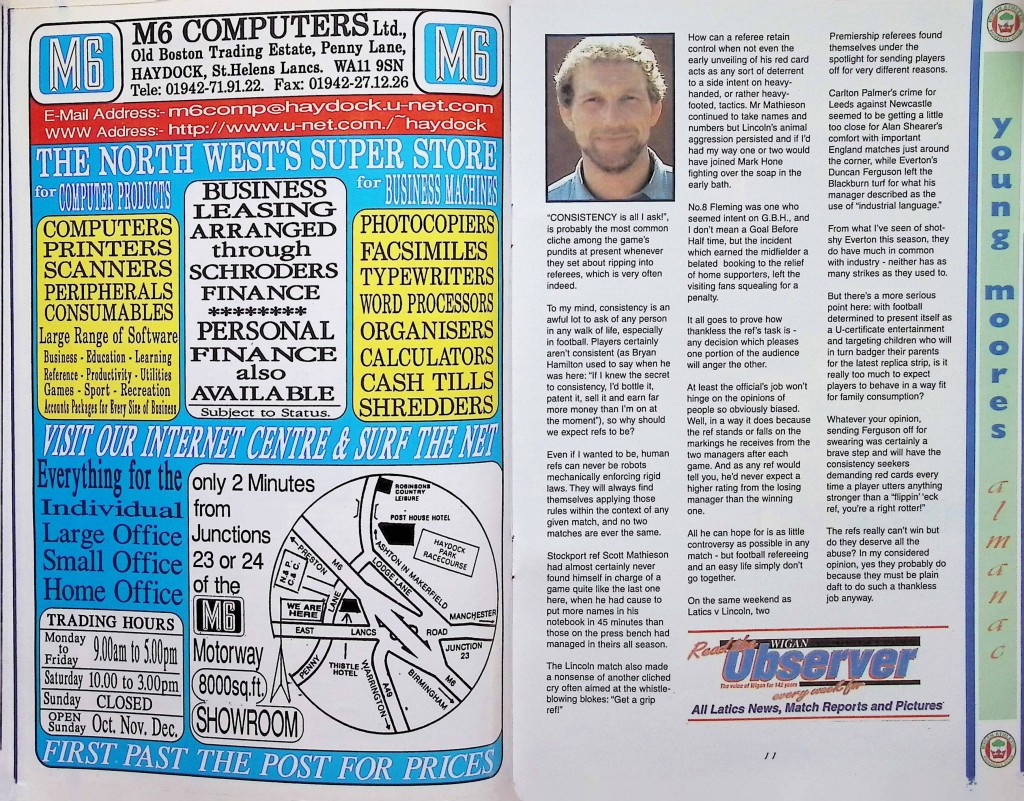 M6
M6 COMPUTERS Ltd.,
Old Boston Trading Estate, Penny Lane,
HAYDOCK, St.Helens Lancs. WA11 9SN
Tele: 01942-71.91.22. Fax: 01942-27.12.26
M6
E-Mail Address:- m6comp@haydock.u-net.com
WWW Address:- http://www.u-net.com./~haydock
THE NORTH WEST'S SUPER STORE
for COMPUTER PRODUCTS
COMPUTERS
PRINTERS
SCANNERS
PERIPHERALS
CONSUMABLES
Large Range of Software
Business - Education - Learning
Reference - Productivity - Utilities
Games - Sport - Recreation
Accounts Packages for Every Size of Business
BUSINESS
LEASING
ARRANGED
through
SCHRODERS
FINANCE
********
PERSONAL
FINANCE
also
AVAILABLE
Subject to Status.
for BUSINESS MACHINES
PHOTOCOPIERS
FACSIMILES
TYPEWRITERS
WORD PROCESSORS
ORGANISERS
CALCULATORS
CASH TILLS
SHREDDERS
VISIT OUR INTERNET CENTRE & SURF THE NET
Everything for the
Individual
Large Office
Small Office
Home Office
TRADING HOURS
Monday to Friday 9.00am to 5.00pm
Saturday 10.00 to 3.00pm
Sunday CLOSED
OPEN Sunday Oct. Nov. Dec.
only 2 Minutes
from
Junctions
23 or 24
of the
M6
Motorway
8000sq.ft.
SHOWROOM
ROBINSONS
COUNTRY
LEISURE
POST HOUSE HOTEL
HAYDOCK
PARK
RACECOURSE
ASHTON IN MAKERFIELD
LODGE LANE
PRESTON
M6
N.& P.
C.& C.
LANE
WE ARE
HERE
EAST
LANCS
ROAD
MANCHESTER
JUNCTION
23
PENNY
THISTLE
HOTEL
WARRINGTON
A49
BIRMINGHAM
M6
FIRST PAST THE POST FOR PRICES
“CONSISTENCY is all I ask!”,
is probably the most common
cliche among the game's
pundits at present whenever
they set about ripping into
referees, which is very often
indeed.
To my mind, consistency is an
awful lot to ask of any person
in any walk of life, especially
in football. Players certainly
aren't consistent (as Bryan
Hamilton used to say when he
was here: “If I knew the secret
to consistency, I'd bottle it,
patent it, sell it and earn far
more money than I'm on at
the moment”), so why should
we expect refs to be?
Even if I wanted to be, human
refs can never be robots
mechanically enforcing rigid
laws. They will always find
themselves applying those
rules within the context of any
given match, and no two
matches are ever the same.
Stockport ref Scott Mathieson
had almost certainly never
found himself in charge of a
game quite like the last one
here, when he had cause to
put more names in his
notebook in 45 minutes than
those on the press bench had
managed in theirs all season.
The Lincoln match also made
a nonsense of another cliched
cry often aimed at the whistle-
blowing blokes: “Get a grip
ref!”
How can a referee retain
control when not even the
early unveiling of his red card
acts as any sort of deterrent
to a side intent on heavy-
handed, or rather heavy-
footed, tactics. Mr Mathieson
continued to take names and
numbers but Lincoln's animal
aggression persisted and if I'd
had my way one or two would
have joined Mark Hone
fighting over the soap in the
early bath.
No.8 Fleming was one who
seemed intent on G.B.H., and
I don't mean a Goal Before
Half time, but the incident
which earned the midfielder a
belated booking to the relief
of home supporters, left the
visiting fans squealing for a
penalty.
It all goes to prove how
thankless the ref's task is -
any decision which pleases
one portion of the audience
will anger the other.
At least the official's job won't
hinge on the opinions of
people so obviously biased.
Well, in a way it does because
the ref stands or falls on the
markings he receives from the
two managers after each
game. And as any ref would
tell you, he'd never expect a
higher rating from the losing
manager than the winning
one.
All he can hope for is as little
controversy as possible in any
match - but football refereeing
and an easy life simply don't
go together.
On the same weekend as
Latics v Lincoln, two
Premiership referees found
themselves under the
spotlight for sending players
off for very different reasons.
Carlton Palmer's crime for
Leeds against Newcastle
seemed to be getting a little
too close for Alan Shearer's
comfort with important
England matches just around
the corner, while Everton's
Duncan Ferguson left the
Blackburn turf for what his
manager described as the
use of “industrial language.”
From what I've seen of shot-
shy Everton this season, they
do have much in common
with industry - neither has as
many strikes as they used to.
But there's a more serious
point here: with football
determined to present itself as
a U-certificate entertainment
and targeting children who will
in turn badger their parents
for the latest replica strip, is it
really too much to expect
players to behave in a way fit
for family consumption?
Whatever your opinion,
sending Ferguson off for
swearing was certainly a
brave step and will have the
consistency seekers
demanding red cards every
time a player utters anything
stronger than a “flippin' 'eck
ref, you're a right rotter!”
The refs really can't win but
do they deserve all the
abuse? In my considered
opinion, yes they probably do
because they must be plain
daft to do such a thankless
job anyway.
Read the WIGAN
Observer
The voice of Wigan for 142 years
every week for
All Latics News, Match Reports and Pictures
11
young moores
almanac